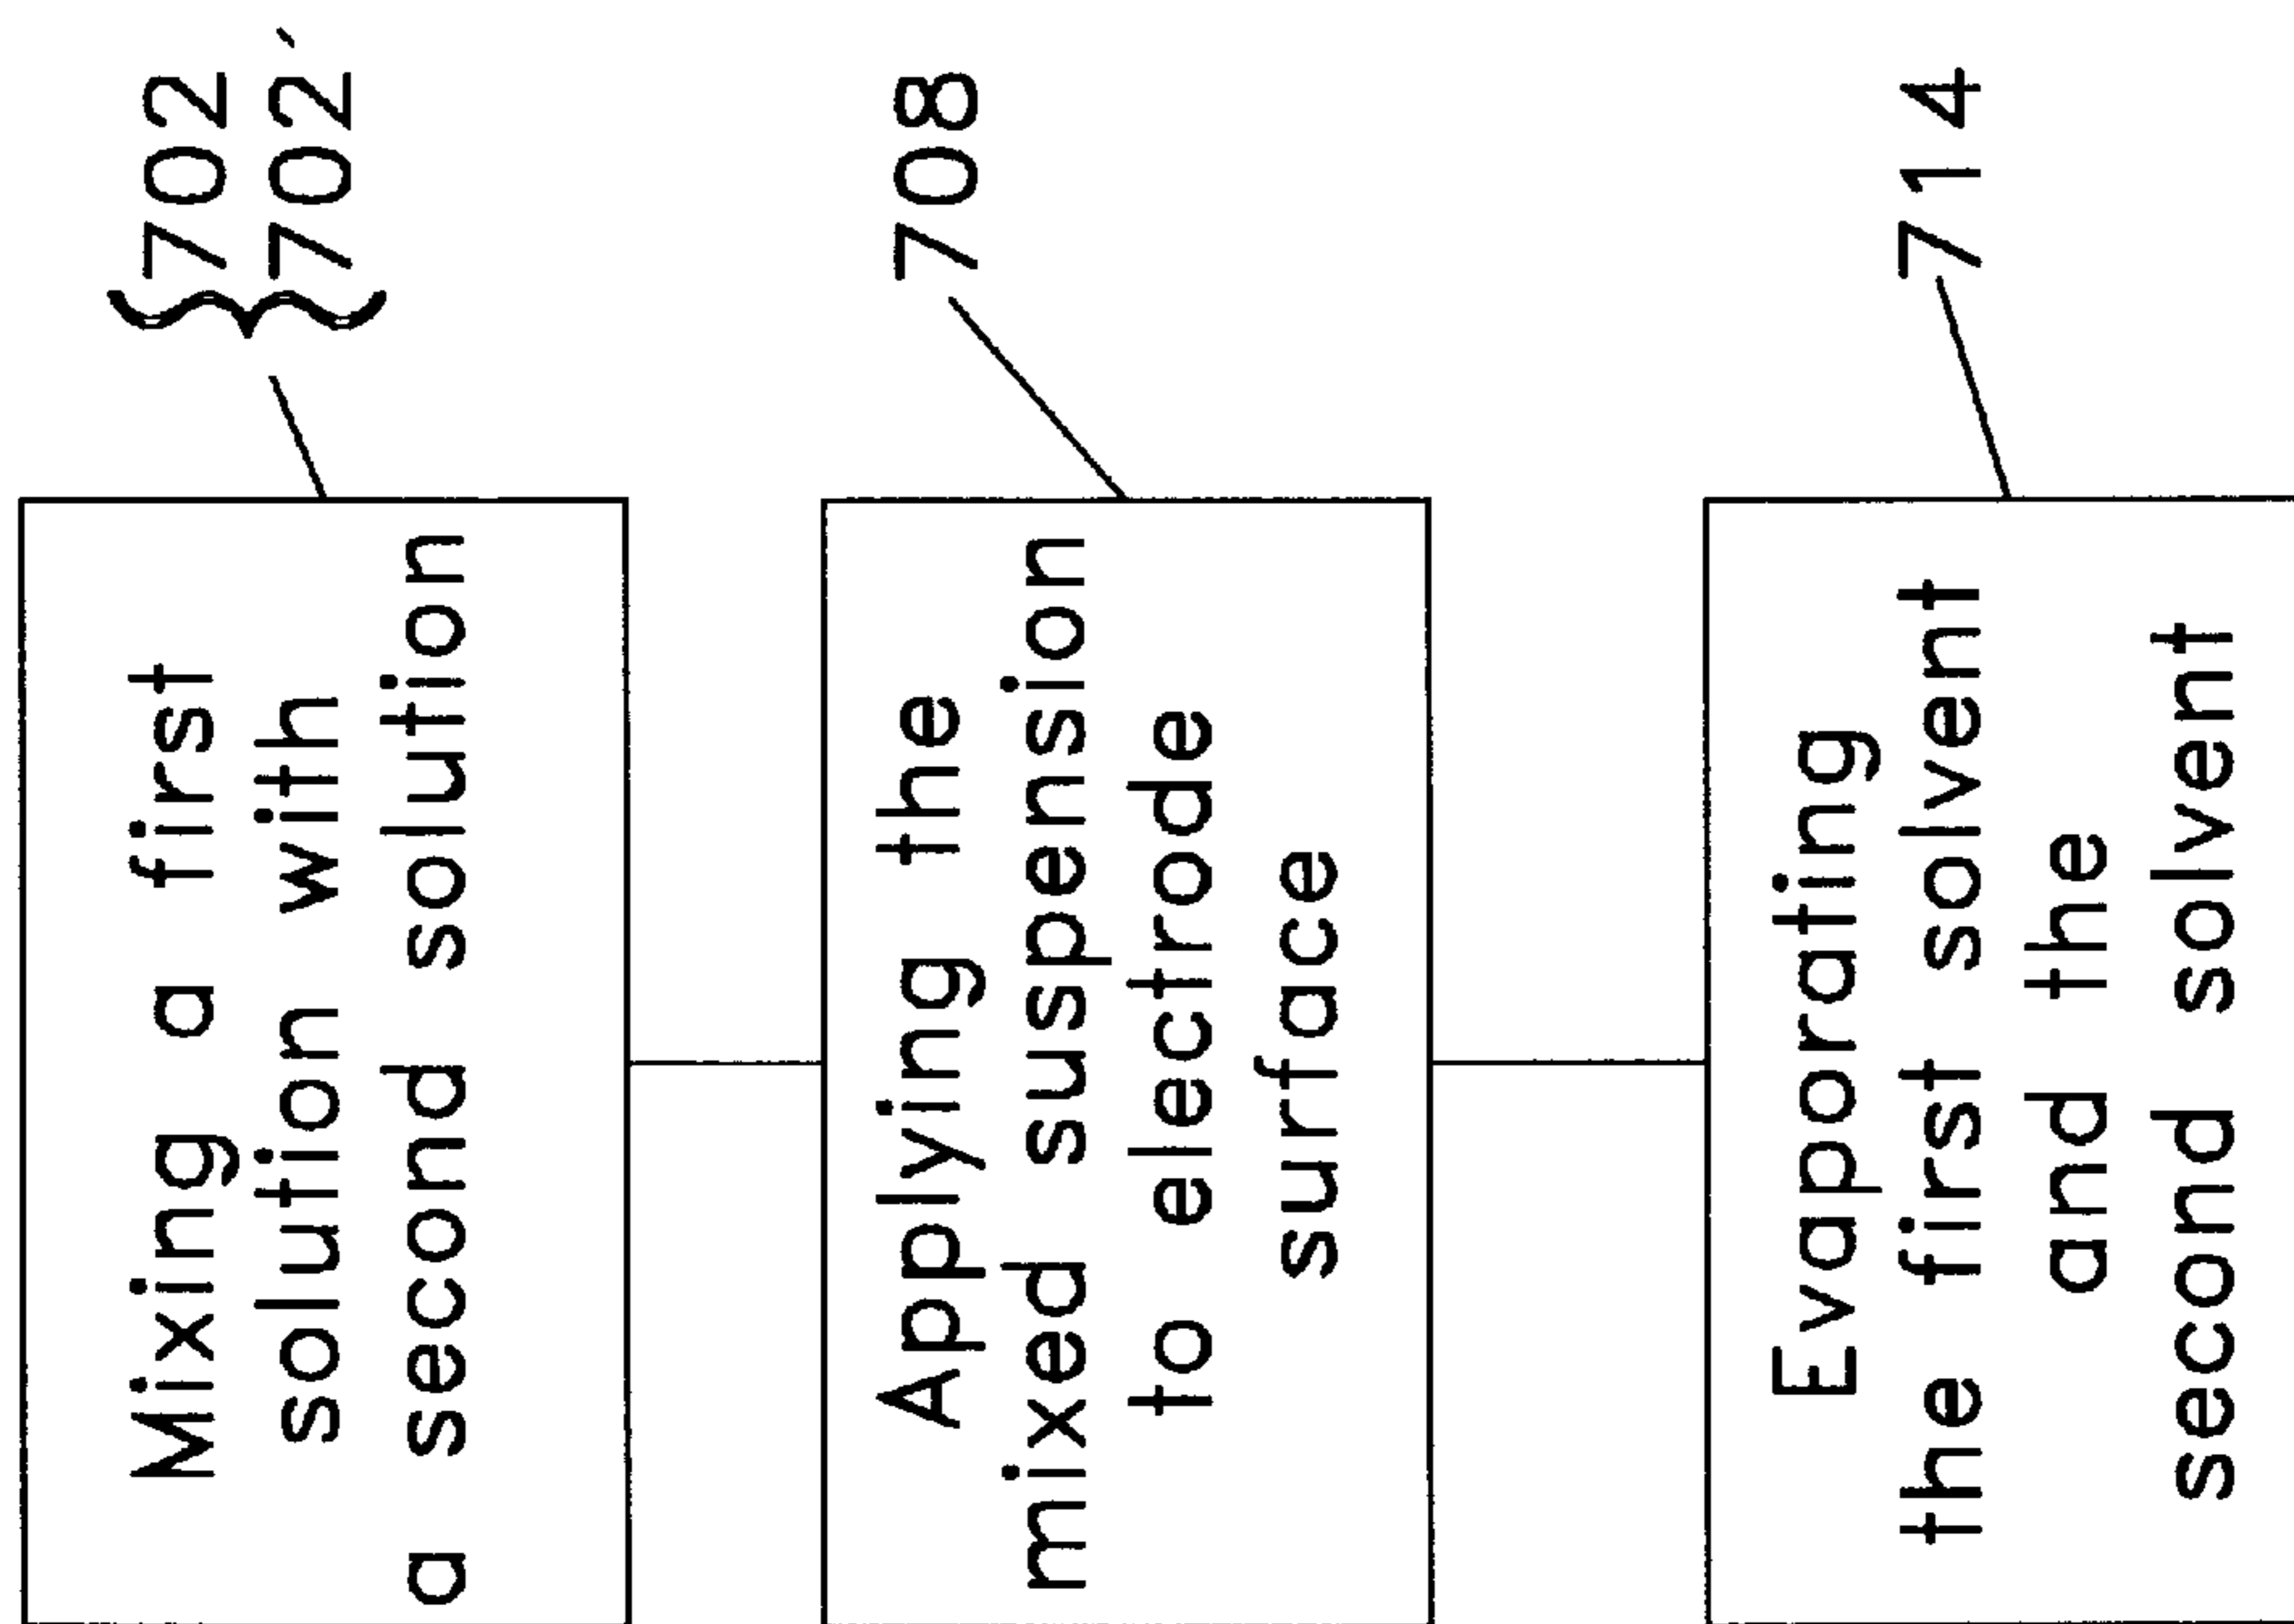 Mixing a first
solution with
a second solution
702
702′
Applying the
mixed suspension
to electrode
surface
708
Evaporating
the first solvent
and the
second solvent
714